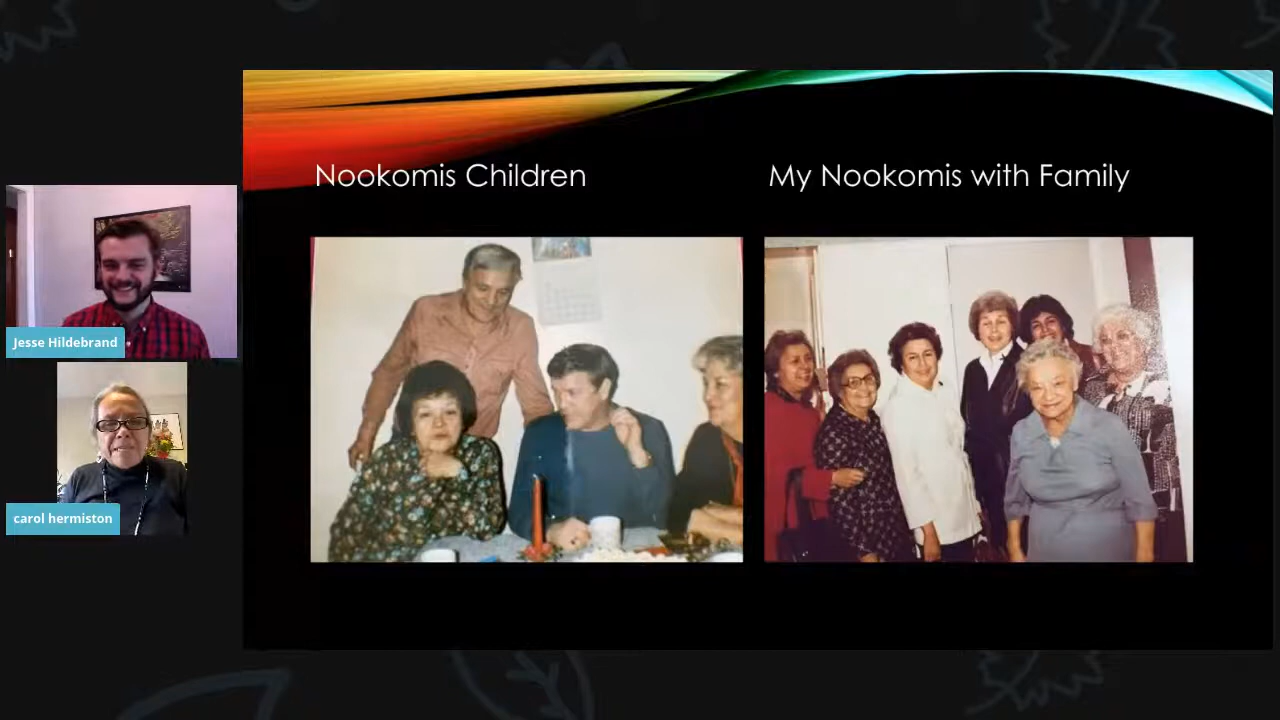 Nookomis Children
My Nookomis with Family
Jesse Hildebrand
carol hermiston